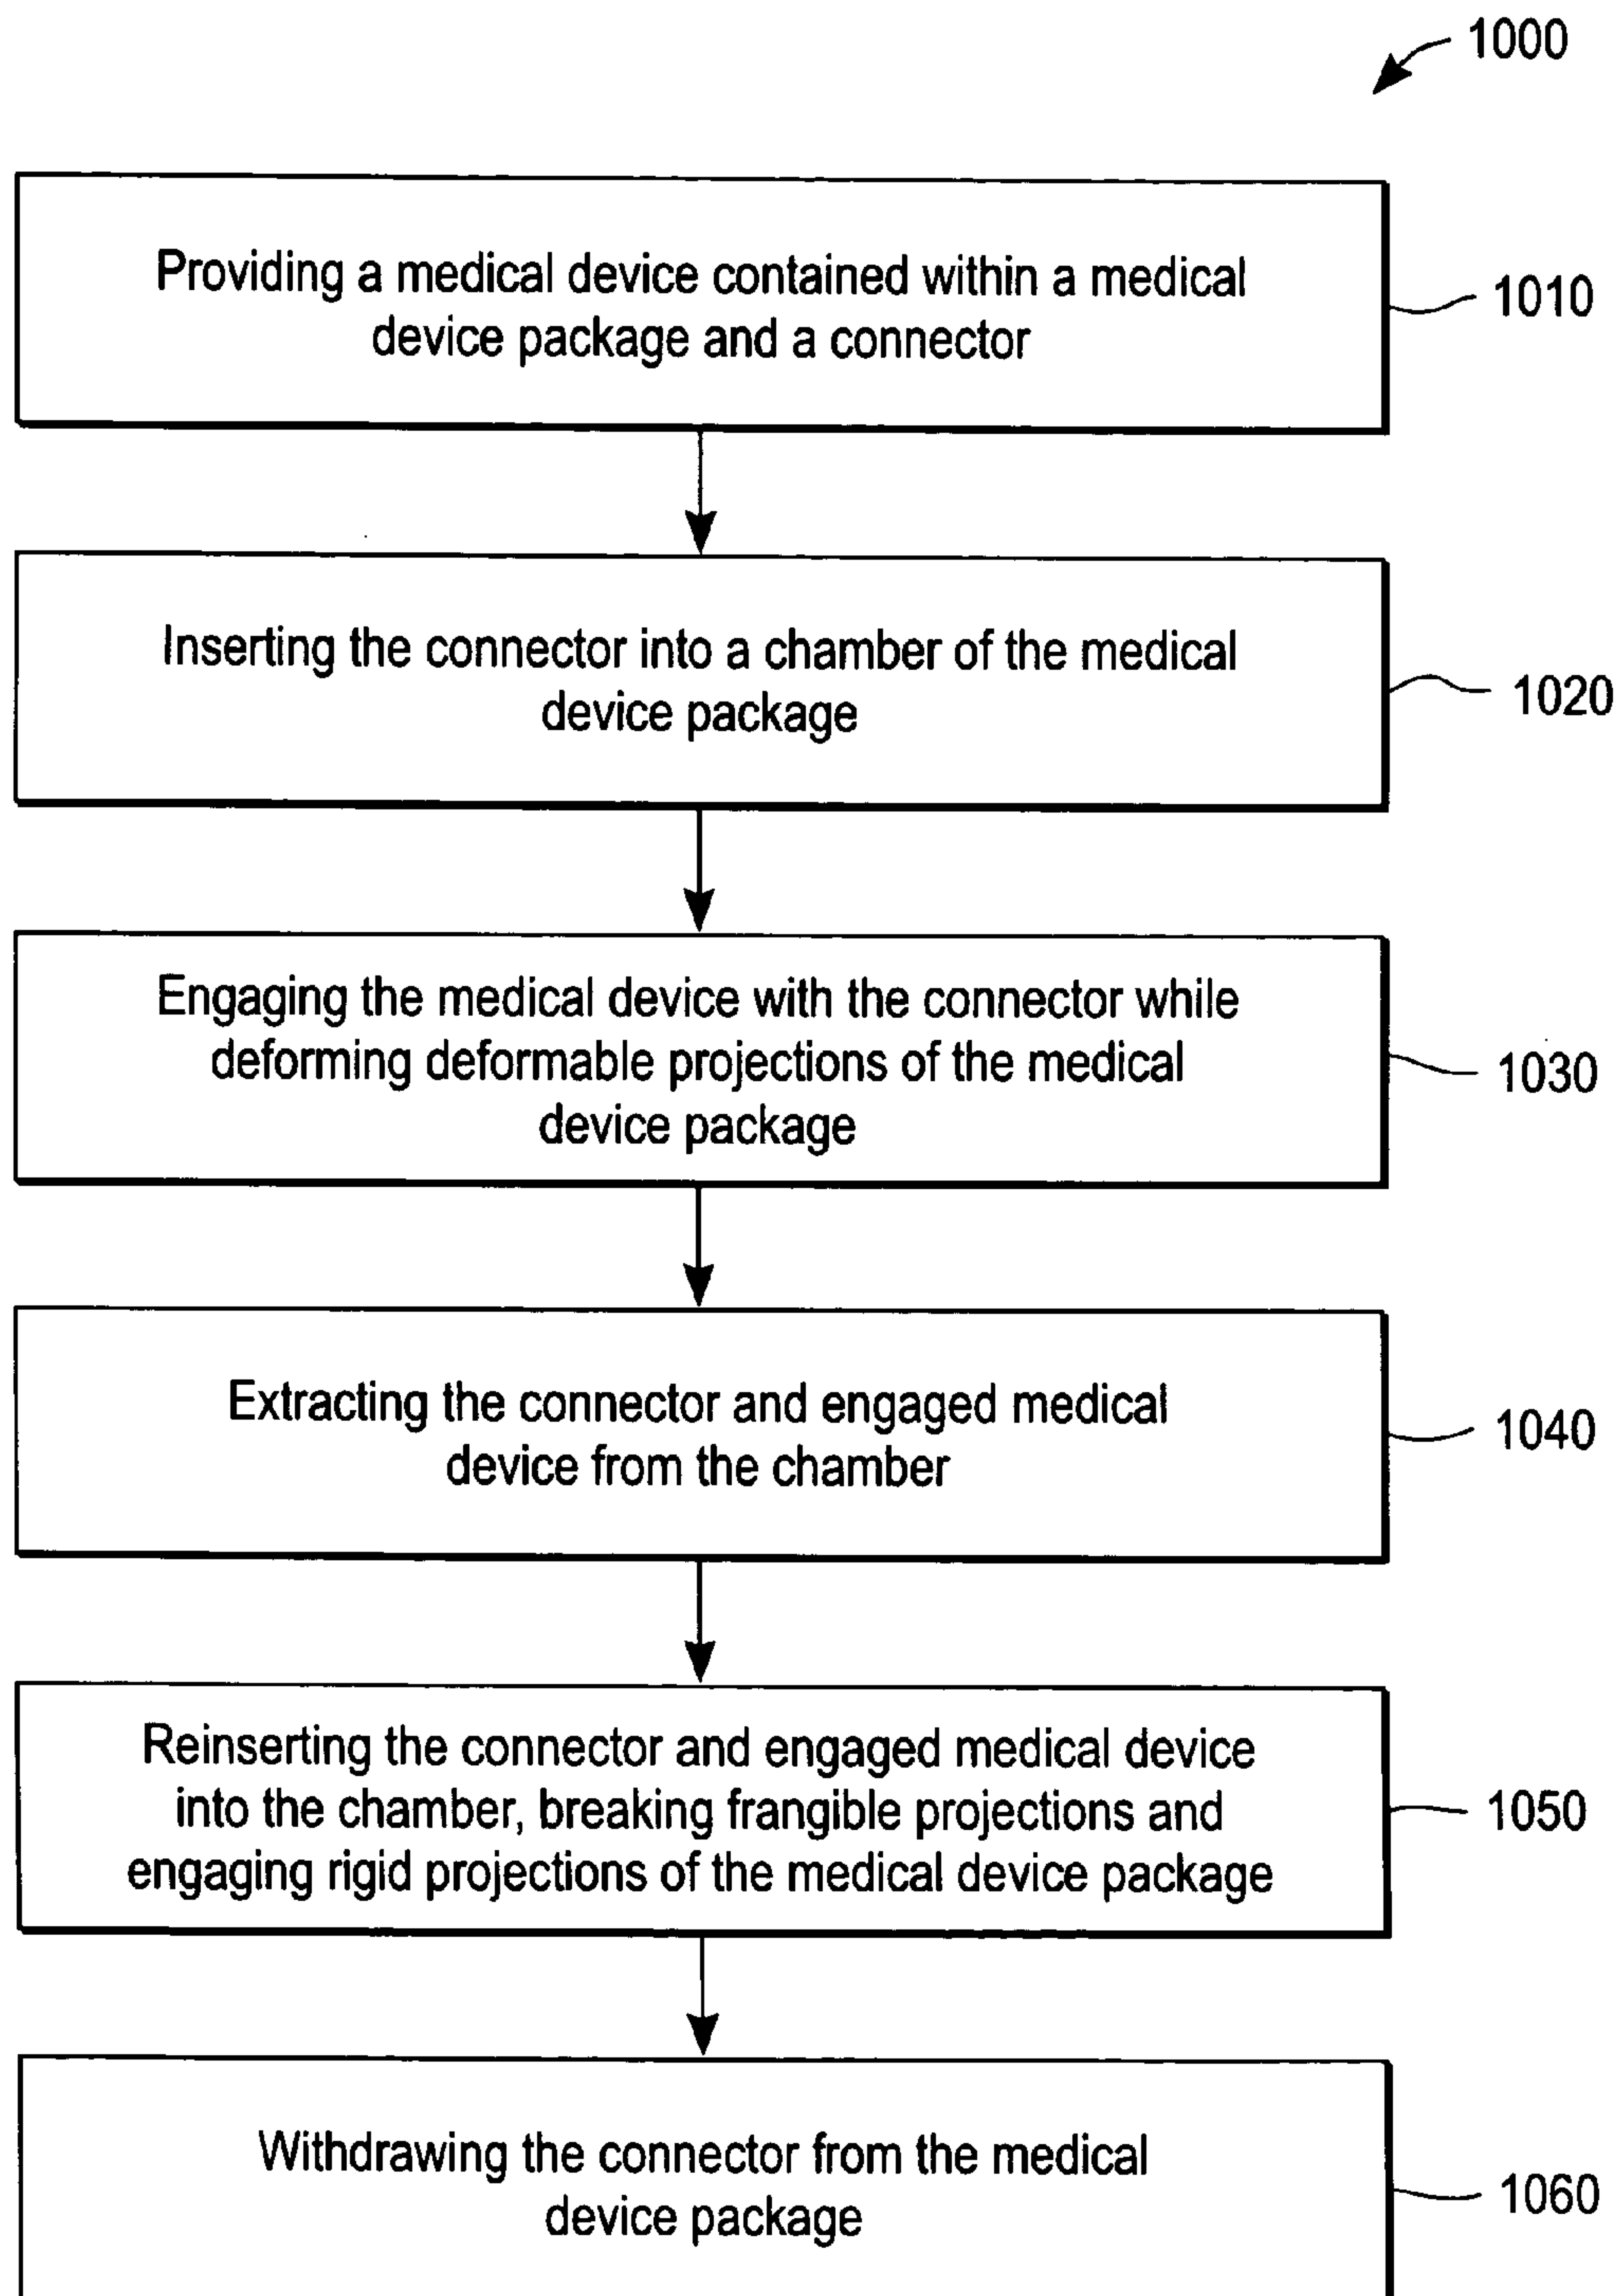 1000
Providing a medical device contained within a medical
device package and a connector
1010
Inserting the connector into a chamber of the medical
device package
1020
Engaging the medical device with the connector while
deforming deformable projections of the medical
device package
1030
Extracting the connector and engaged medical
device from the chamber
1040
Reinserting the connector and engaged medical device
into the chamber, breaking frangible projections and
engaging rigid projections of the medical device package
1050
Withdrawing the connector from the medical
device package
1060